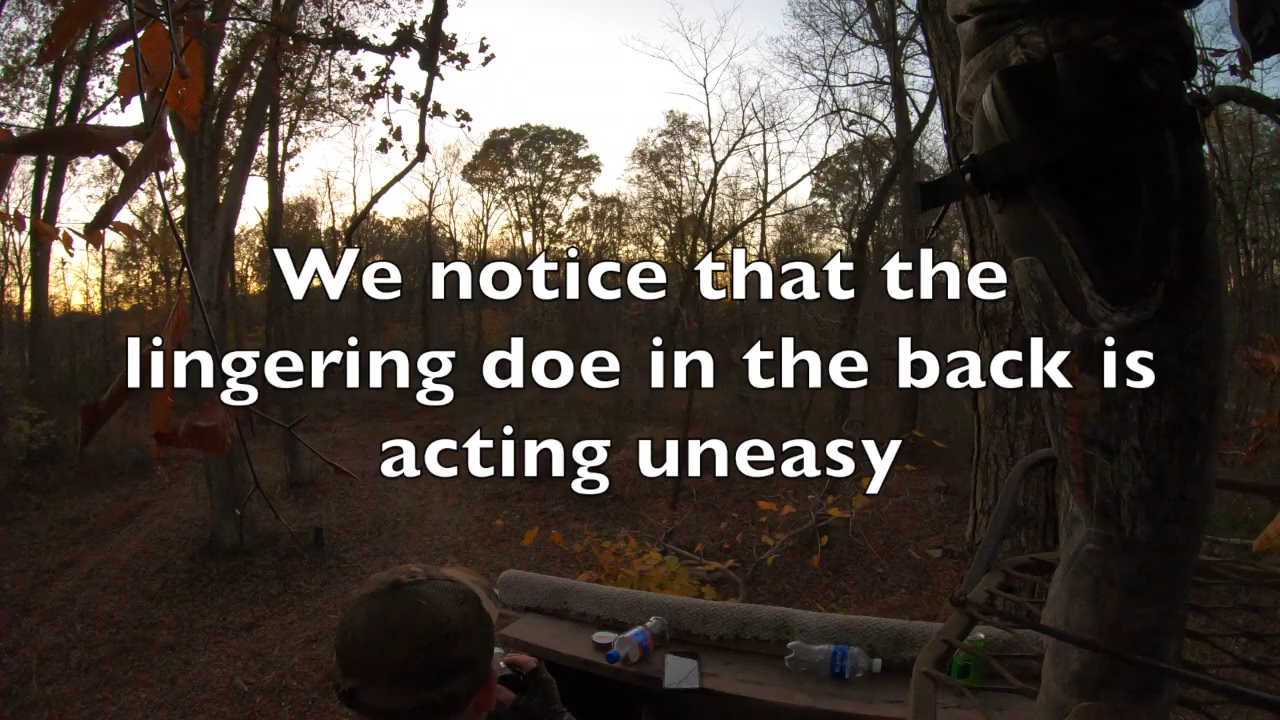 We notice that the
lingering doe in the back is
acting uneasy